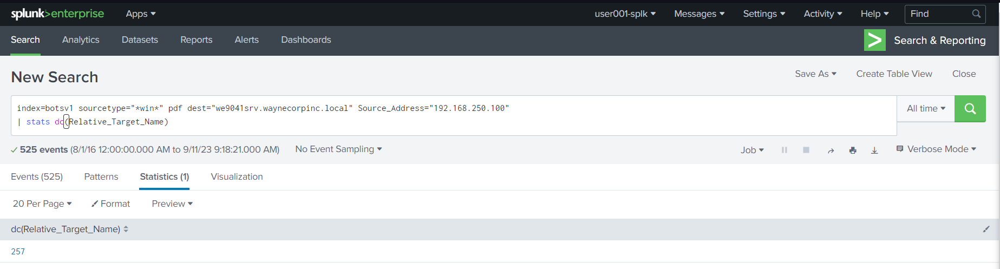 splunk>enterprise Apps user001-splk Messages Settings Activity Help Find
Search Analytics Datasets Reports Alerts Dashboards > Search & Reporting
New Search Save As Create Table View Close
index=botsv1 sourcetype="*win*" pdf dest="we9041srv.waynecorpinc.local" Source_Address="192.168.250.100"
| stats dc(Relative_Target_Name)
All time
525 events (8/1/16 12:00:00.000 AM to 9/11/23 9:18:21.000 AM) No Event Sampling Job Verbose Mode
Events (525) Patterns Statistics (1) Visualization
20 Per Page Format Preview
dc(Relative_Target_Name)
257